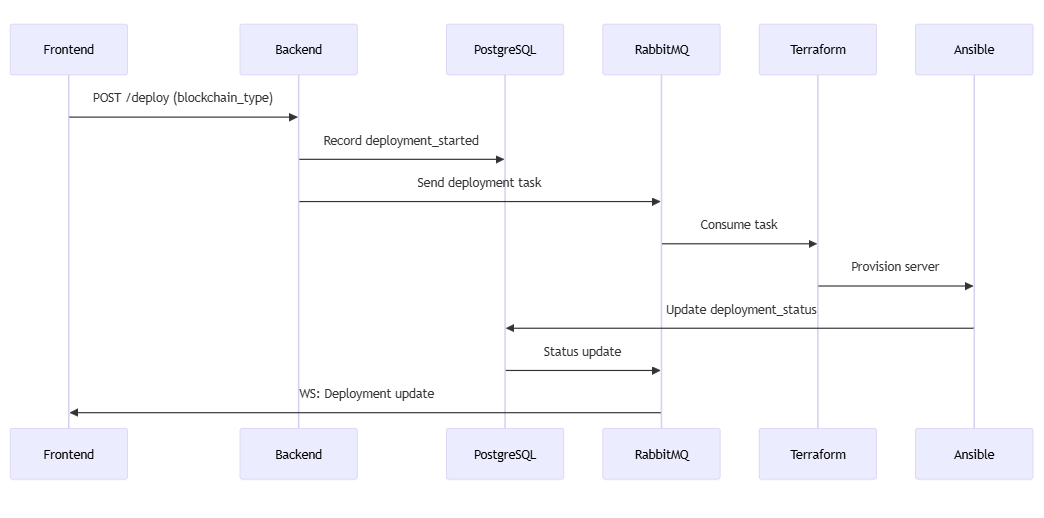 Frontend
Backend
PostgreSQL
RabbitMQ
Terraform
Ansible
POST /deploy (blockchain_type)
Record deployment_started
Send deployment task
Consume task
Provision server
Update deployment_status
Status update
WS: Deployment update
Frontend
Backend
PostgreSQL
RabbitMQ
Terraform
Ansible